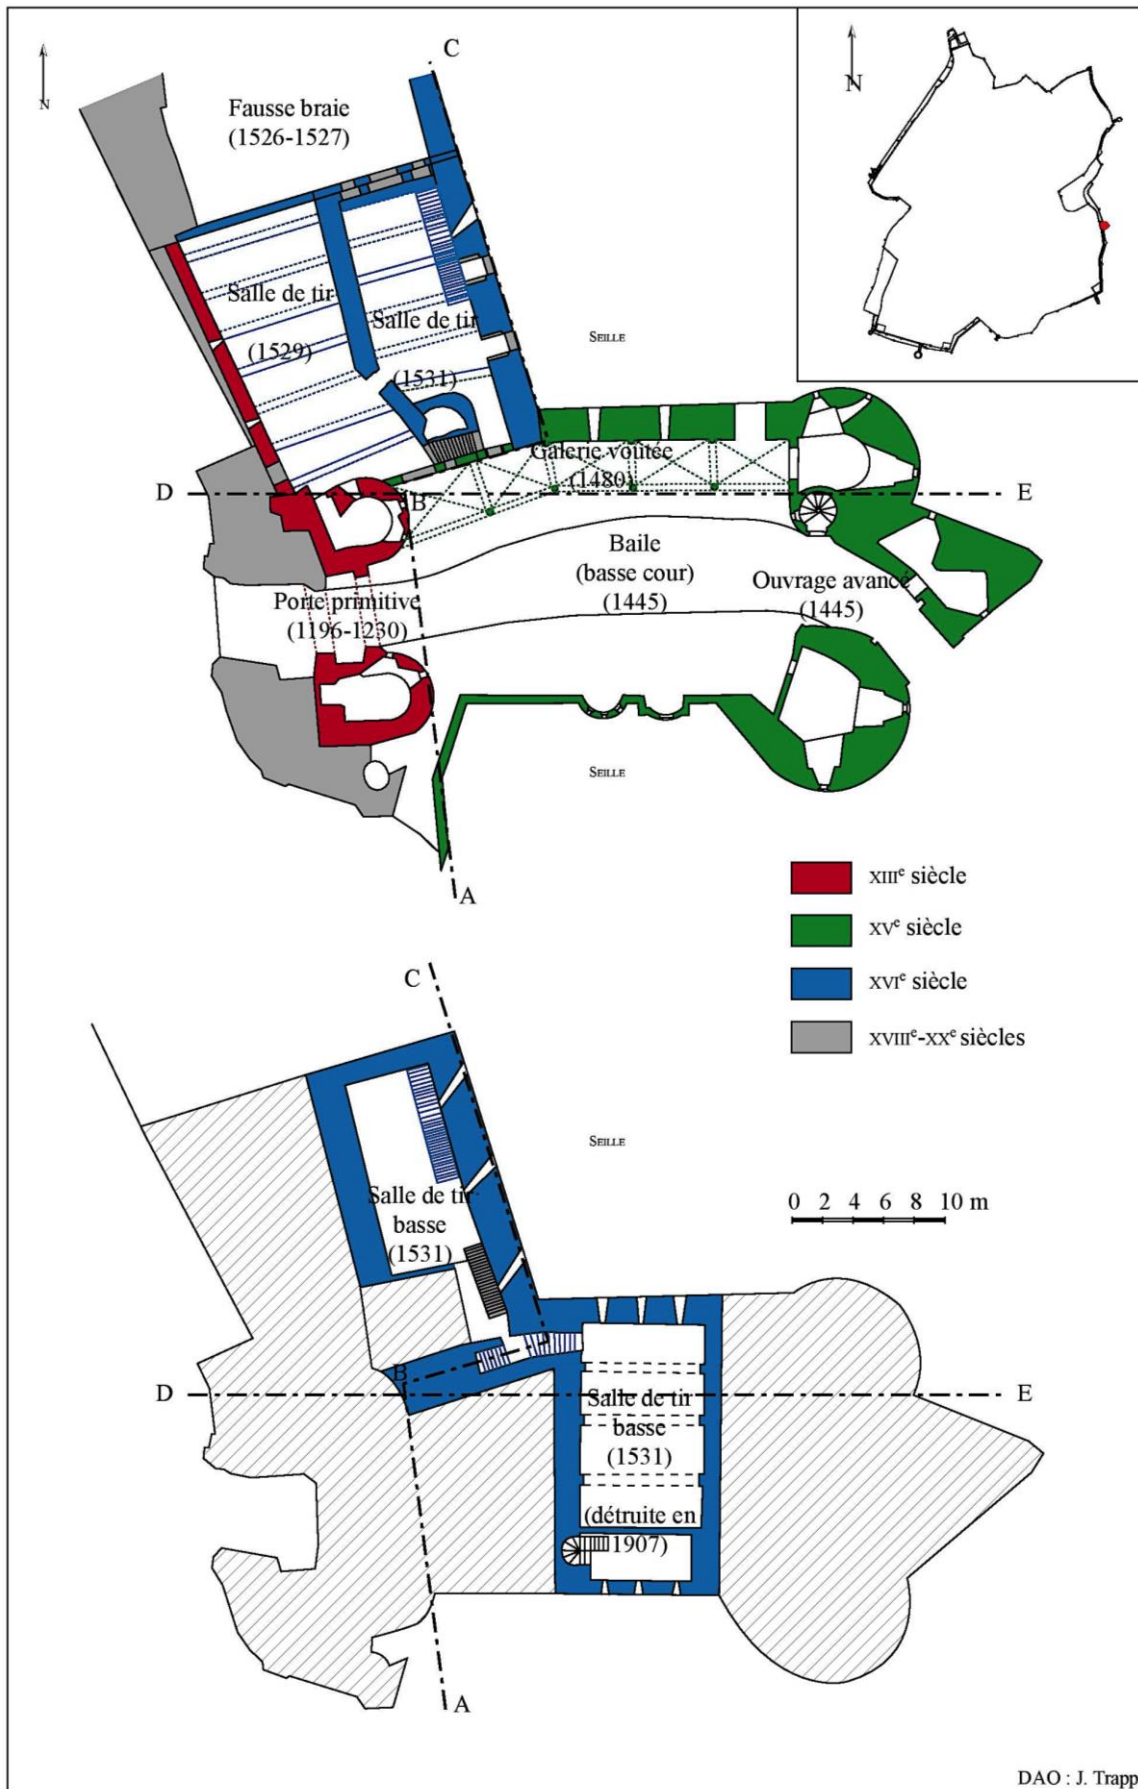 C
N
N
Fausse braie
(1526-1527)
Salle de tir
(1529)
Salle de tir
(1531)
SEILLE
Galerie voûtée
(1480)
D
B
E
Baile
(basse cour)
(1445)
Ouvrage avancé
(1445)
Porte primitive
(1196-1230)
SEILLE
A
XIIIe siècle
XVe siècle
XVIe siècle
XVIIIe-XXe siècles
C
SEILLE
Salle de tir
basse
(1531)
0 2 4 6 8 10 m
B
D
E
Salle de tir
basse
(1531)
(détruite en
1907)
A
DAO : J. Trapp